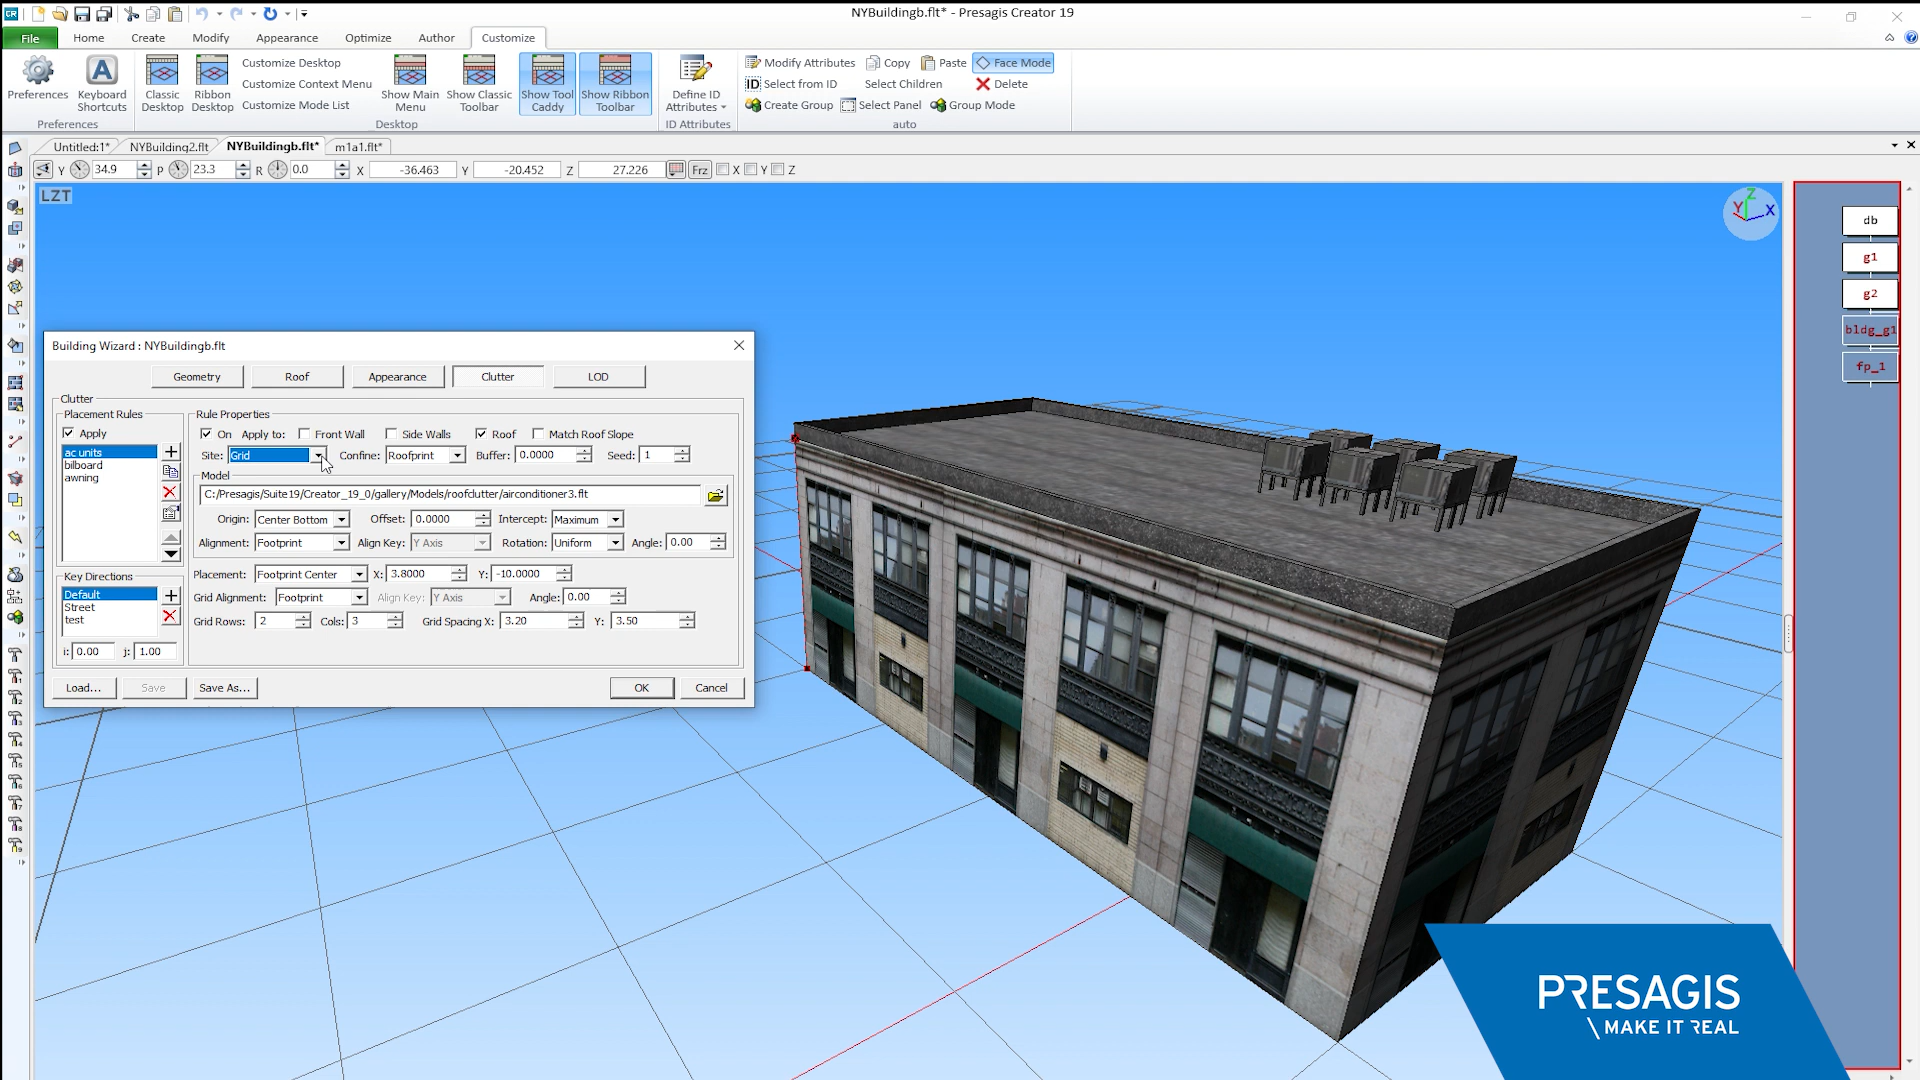 NYBuildingb.flt* - Presagis Creator 19
File Home Create Modify Appearance Optimize Author Customize
Preferences
Keyboard Shortcuts
Preferences
Classic Desktop
Ribbon Desktop
Customize Desktop
Customize Context Menu
Customize Mode List
Show Main Menu
Show Classic Toolbar
Show Tool Caddy
Show Ribbon Toolbar
Desktop
Define ID Attributes
ID Attributes
Modify Attributes Copy Paste Face Mode
Select from ID Select Children Delete
Create Group Select Panel Group Mode
auto
Untitled:1* NYBuilding2.flt NYBuildingb.flt* m1a1.flt*
Y 34.9 P 23.3 R 0.0 X -36.463 Y -20.452 Z 27.226 Frz X Y Z
LZT
Z
Y X
db
g1
g2
bldg_g1
fp_1
Building Wizard : NYBuildingb.flt
Geometry Roof Appearance Clutter LOD
Clutter
Placement Rules
Apply
ac units
bilboard
awning
Key Directions
Default
Street
test
i: 0.00 j: 1.00
Rule Properties
On Apply to: Front Wall Side Walls Roof Match Roof Slope
Site: Grid Confine: Roofprint Buffer: 0.0000 Seed: 1
Model
C:/Presagis/Suite19/Creator_19_0/gallery/Models/roofclutter/airconditioner3.flt
Origin: Center Bottom Offset: 0.0000 Intercept: Maximum
Alignment: Footprint Align Key: Y Axis Rotation: Uniform Angle: 0.00
Placement: Footprint Center X: 3.8000 Y: -10.0000
Grid Alignment: Footprint Align Key: Y Axis Angle: 0.00
Grid Rows: 2 Cols: 3 Grid Spacing X: 3.20 Y: 3.50
Load... Save Save As... OK Cancel
PRESAGIS
\ MAKE IT REAL